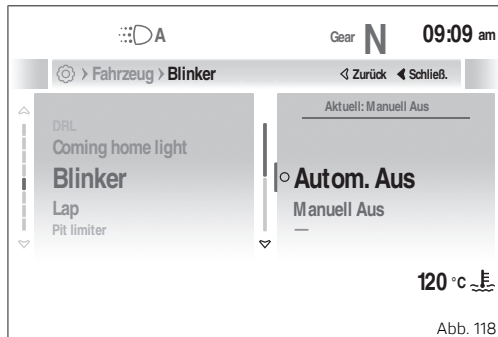 A Gear N 09:09 am
Fahrzeug Blinker Zurück Schließ.
Aktuell: Manuell Aus
DRL
Coming home light
Blinker
Lap
Pit limiter
Autom. Aus
Manuell Aus
—
120 °C
Abb. 118